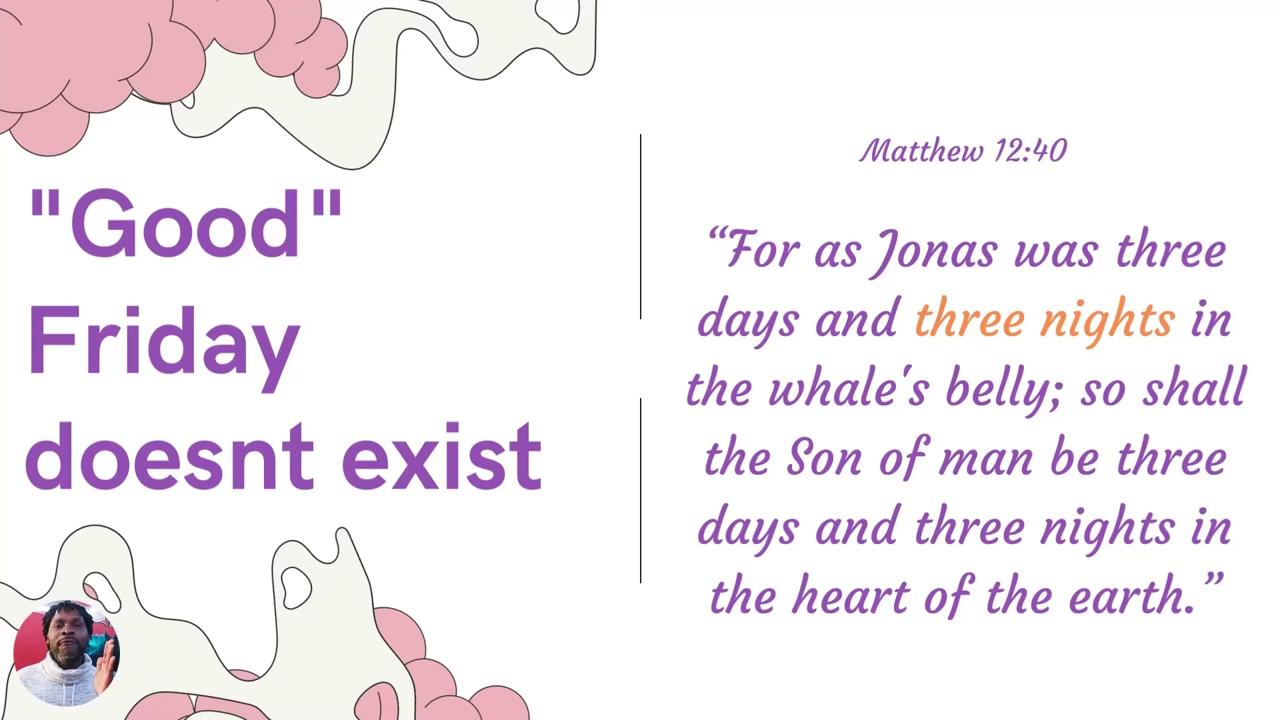 "Good"
Friday
doesnt exist
Matthew 12:40
“For as Jonas was three
days and three nights in
the whale's belly; so shall
the Son of man be three
days and three nights in
the heart of the earth.”